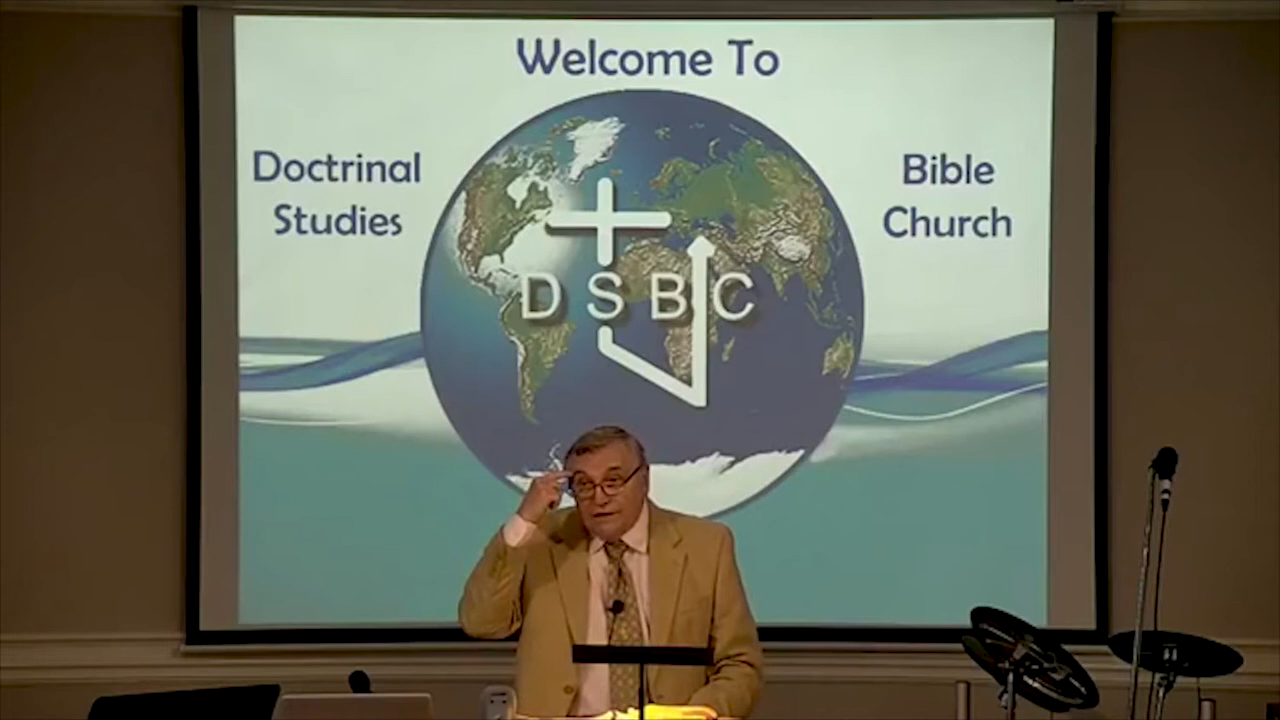 Welcome To
Doctrinal
Studies
Bible
Church
DSBC